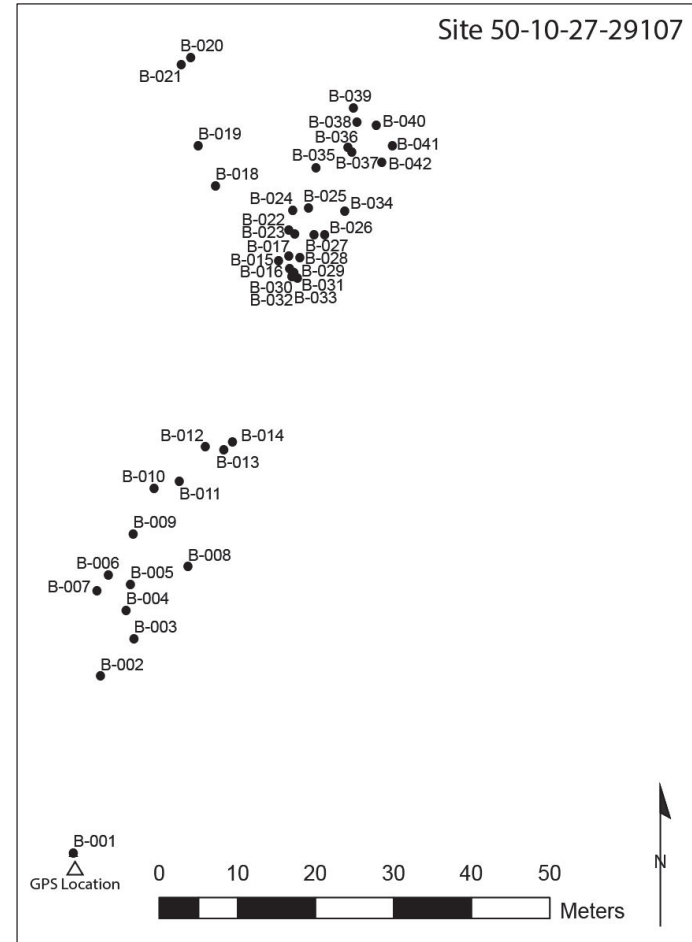 Site 50-10-27-29107
B-020
B-021
B-039
B-038
B-040
B-019
B-036
B-041
B-035
B-037
B-042
B-018
B-024
B-025
B-034
B-022
B-023
B-026
B-017
B-027
B-015
B-028
B-016
B-029
B-030
B-031
B-032
B-033
B-012
B-014
B-013
B-010
B-011
B-009
B-006
B-008
B-007
B-005
B-004
B-003
B-002
B-001
GPS Location
0 10 20 30 40 50
Meters
N